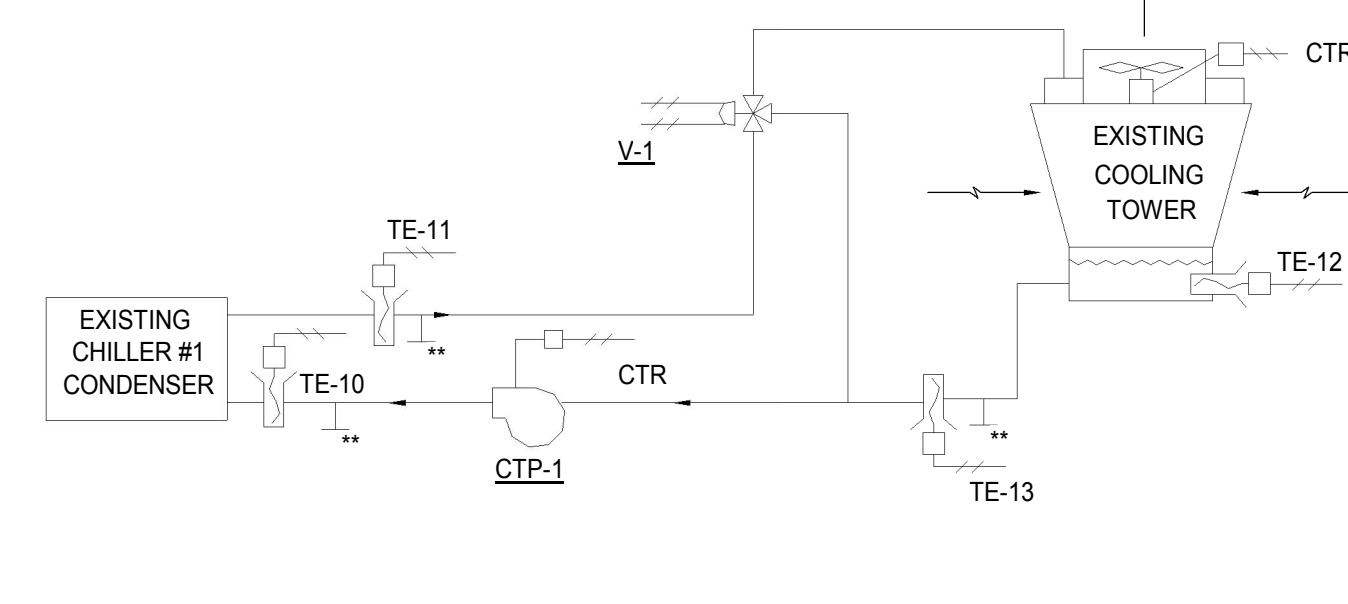 CTR
EXISTING
COOLING
TOWER
V-1
TE-11
TE-12
EXISTING
CHILLER #1
CONDENSER
**
TE-10
CTR
**
**
CTP-1
TE-13